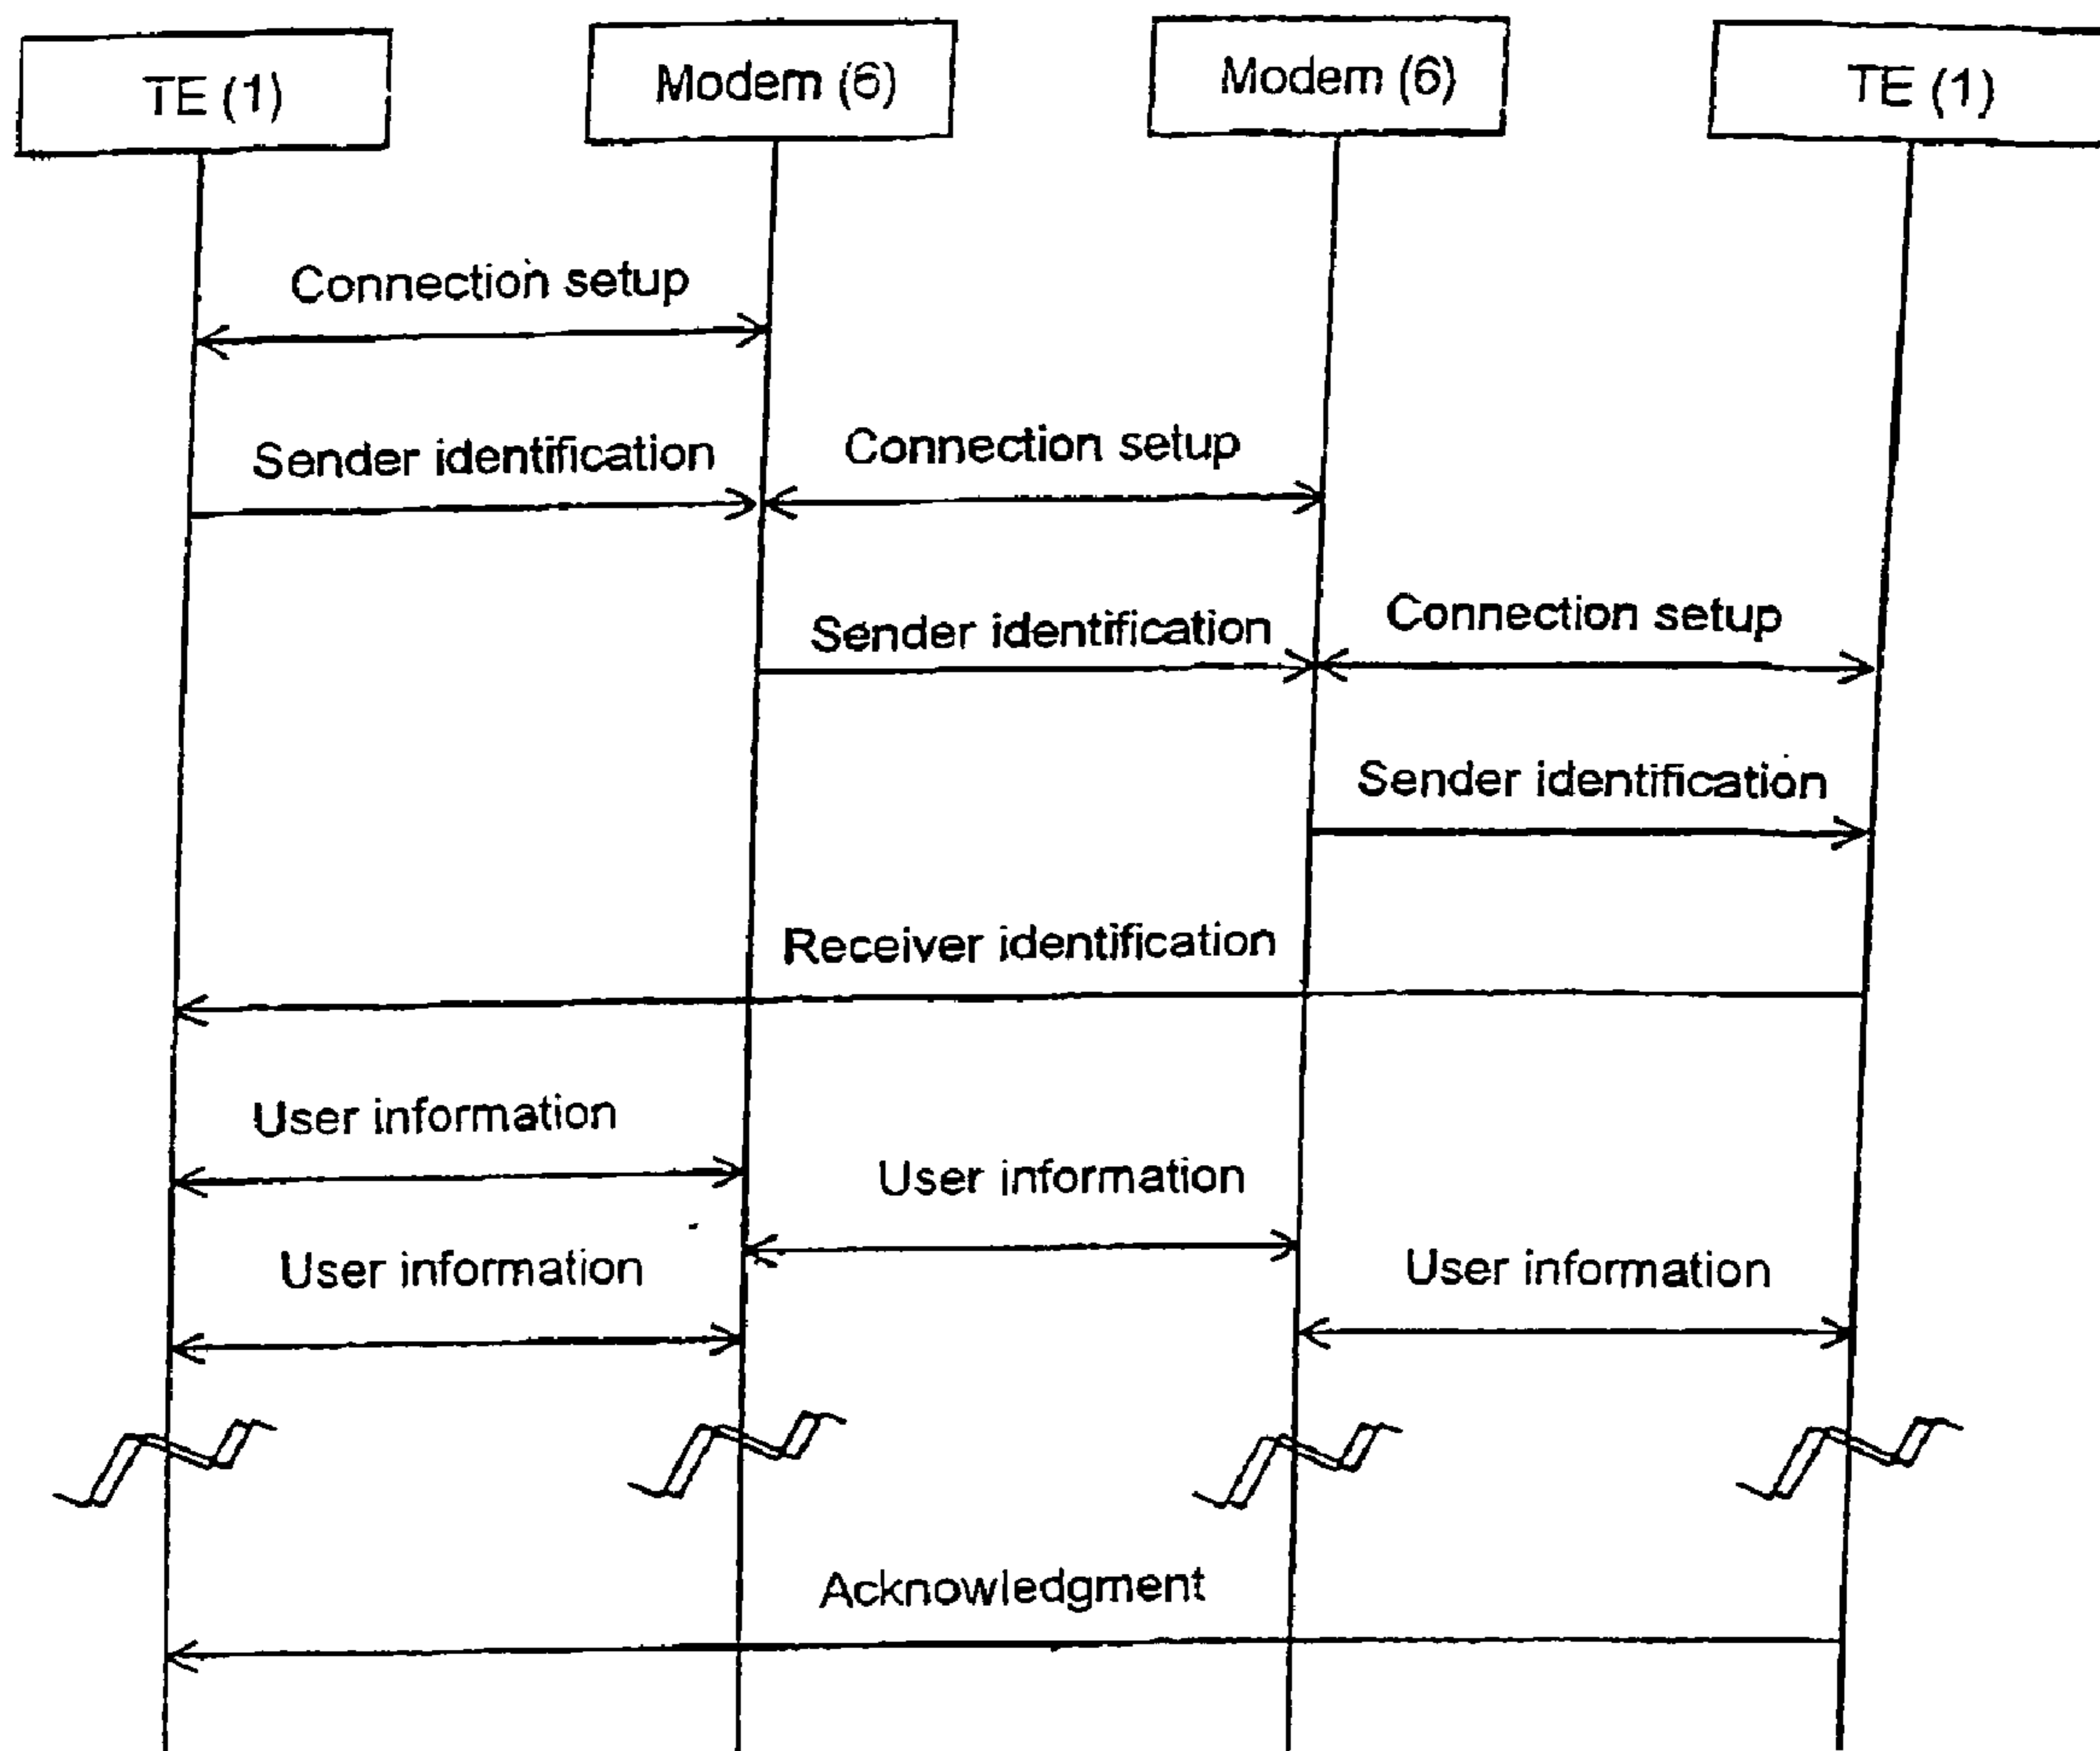 TE (1)
Modem (6)
Modem (6)
TE (1)
Connection setup
Sender identification
Connection setup
Sender identification
Connection setup
Sender identification
Receiver identification
User information
User information
User information
User information
Acknowledgment